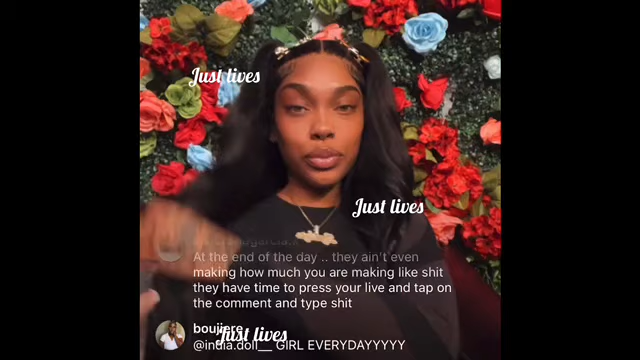 Just lives
Just lives
At the end of the day .. they ain't even
making how much you are making like shit
they have time to press your live and tap on
the comment and type shit
Just lives
@india.doll__ GIRL EVERYDAYYYYY